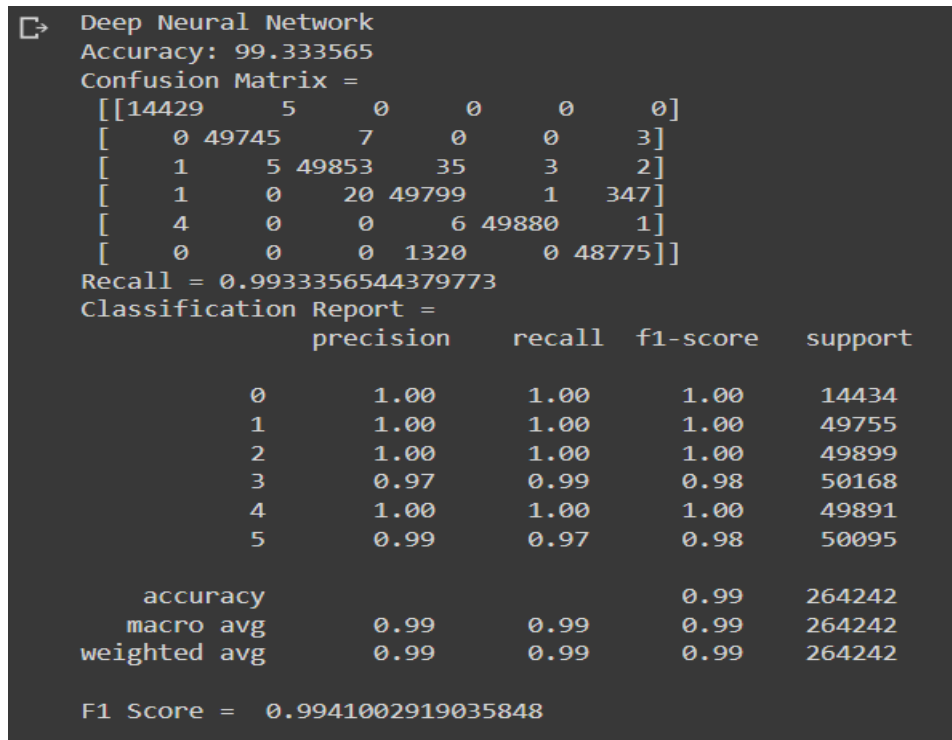 Deep Neural Network
Accuracy: 99.333565
Confusion Matrix =
[[14429 5 0 0 0 0]
[ 0 49745 7 0 0 3]
[ 1 5 49853 35 3 2]
[ 1 0 20 49799 1 347]
[ 4 0 0 6 49880 1]
[ 0 0 0 1320 0 48775]]
Recall = 0.9933356544379773
Classification Report =
precision recall f1-score support
0 1.00 1.00 1.00 14434
1 1.00 1.00 1.00 49755
2 1.00 1.00 1.00 49899
3 0.97 0.99 0.98 50168
4 1.00 1.00 1.00 49891
5 0.99 0.97 0.98 50095
accuracy 0.99 264242
macro avg 0.99 0.99 0.99 264242
weighted avg 0.99 0.99 0.99 264242
F1 Score = 0.9941002919035848